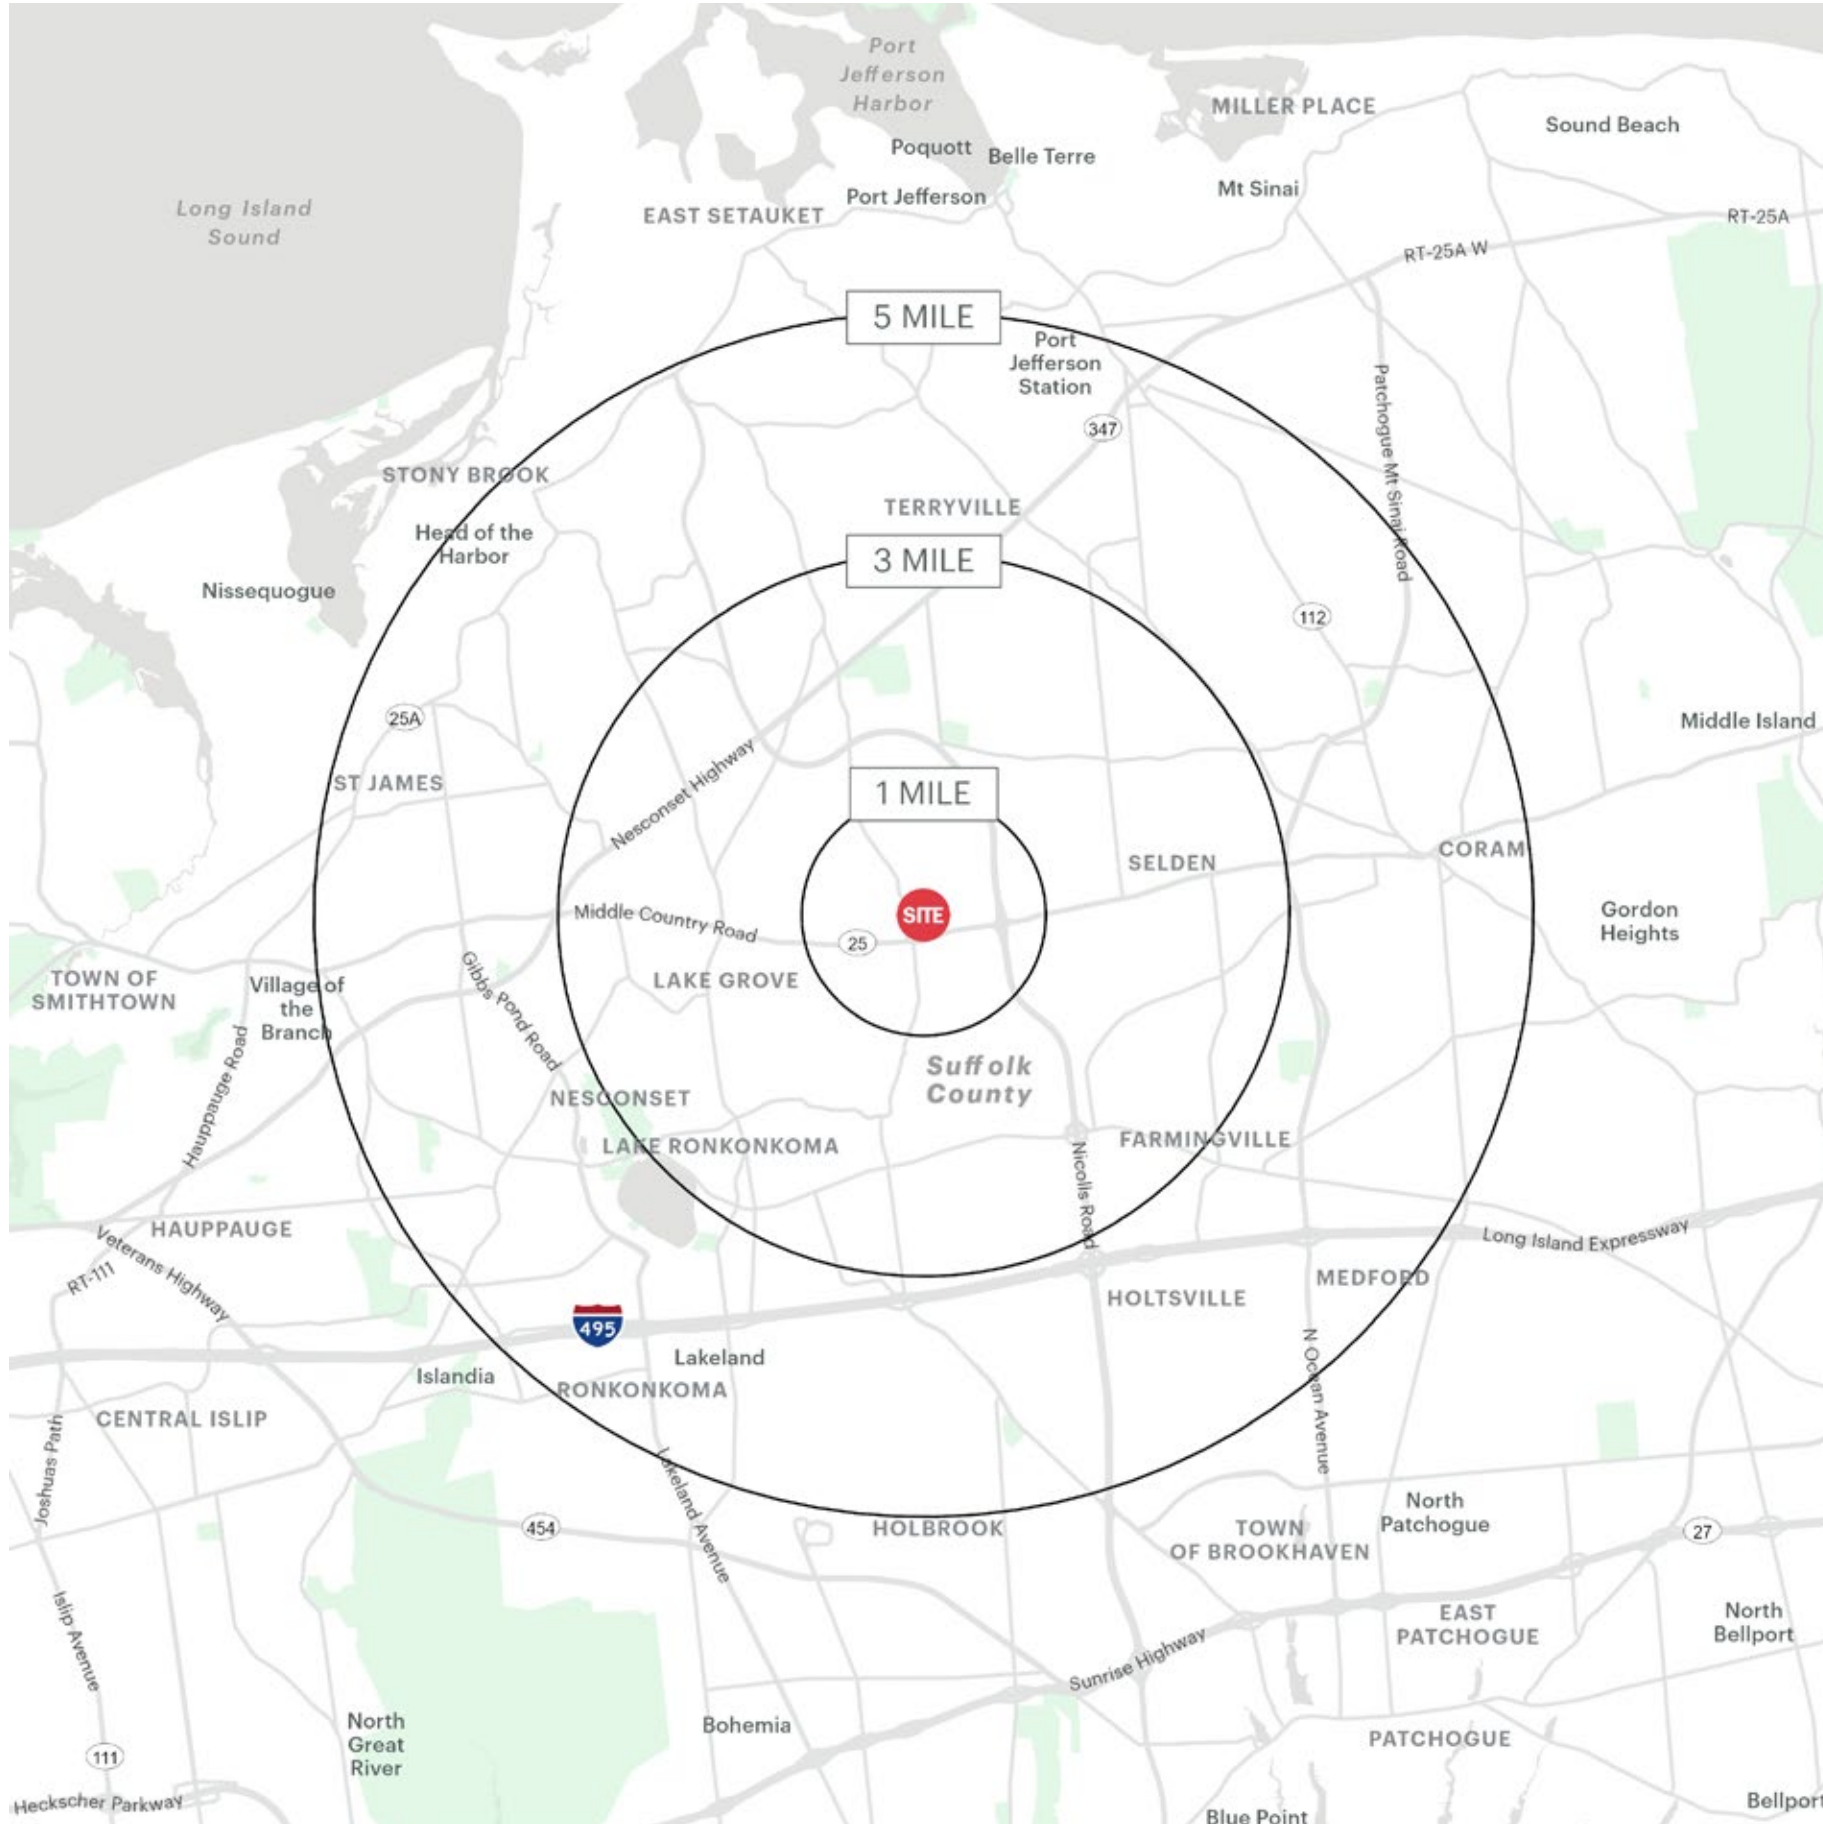 Port
Jefferson
Harbor
MILLER PLACE
Sound Beach
Poquott
Belle Terre
Mt Sinai
Port Jefferson
Long Island
Sound
EAST SETAUKET
RT-25A
RT-25A W
5 MILE
Port
Jefferson
Station
347
Patchogue Mt Sinai Road
STONY BROOK
TERRYVILLE
Head of the
Harbor
3 MILE
Nissequogue
112
25A
Middle Island
ST JAMES
Nesconset Highway
1 MILE
SELDEN
CORAM
SITE
Middle Country Road
25
Gordon
Heights
LAKE GROVE
TOWN OF
SMITHTOWN
Village of
the
Branch
Gibbs Pond Road
Hauppauge Road
Suffolk
County
NESCONSET
LAKE RONKONKOMA
FARMINGVILLE
Nicolls Road
HAUPPAUGE
Veterans Highway
RT-111
Long Island Expressway
MEDFORD
HOLTSVILLE
495
Lakeland
Islandia
RONKONKOMA
N Ocean Avenue
CENTRAL ISLIP
Joshuas Path
Lakeland Avenue
454
HOLBROOK
TOWN
OF BROOKHAVEN
North
Patchogue
27
Islip Avenue
EAST
PATCHOGUE
North
Bellport
Sunrise Highway
North
Great
River
Bohemia
PATCHOGUE
111
Heckscher Parkway
Blue Point
Bellport